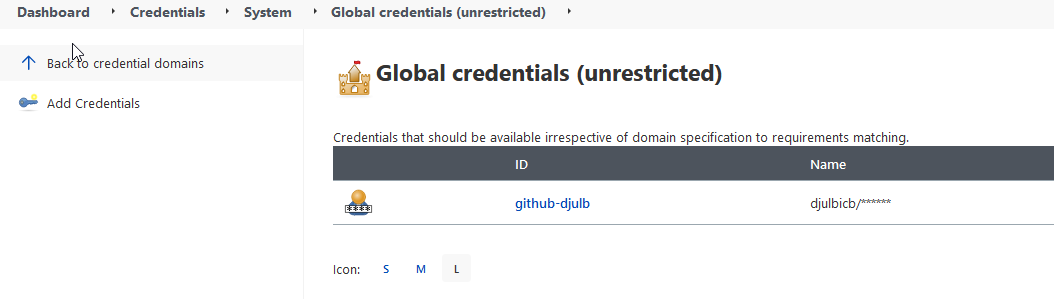 Dashboard Credentials System Global credentials (unrestricted)
Back to credential domains
Add Credentials
Global credentials (unrestricted)
Credentials that should be available irrespective of domain specification to requirements matching.
ID Name
github-djulb djulbicb/******
Icon: S M L